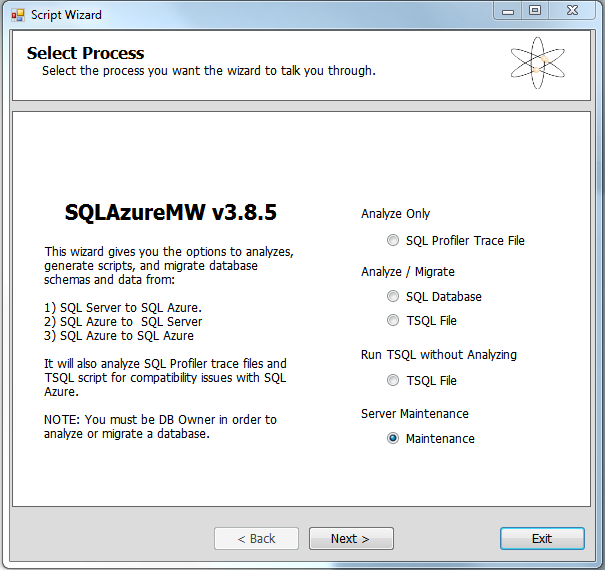 Script Wizard
Select Process
Select the process you want the wizard to talk you through.
SQLAzureMW v3.8.5
This wizard gives you the options to analyzes,
generate scripts, and migrate database
schemas and data from:
1) SQL Server to SQL Azure.
2) SQL Azure to  SQL Server
3) SQL Azure to SQL Azure
It will also analyze SQL Profiler trace files and
TSQL script for compatibility issues with SQL
Azure.
NOTE: You must be DB Owner in order to
analyze or migrate a database.
Analyze Only
SQL Profiler Trace File
Analyze / Migrate
SQL Database
TSQL File
Run TSQL without Analyzing
TSQL File
Server Maintenance
Maintenance
< Back
Next >
Exit